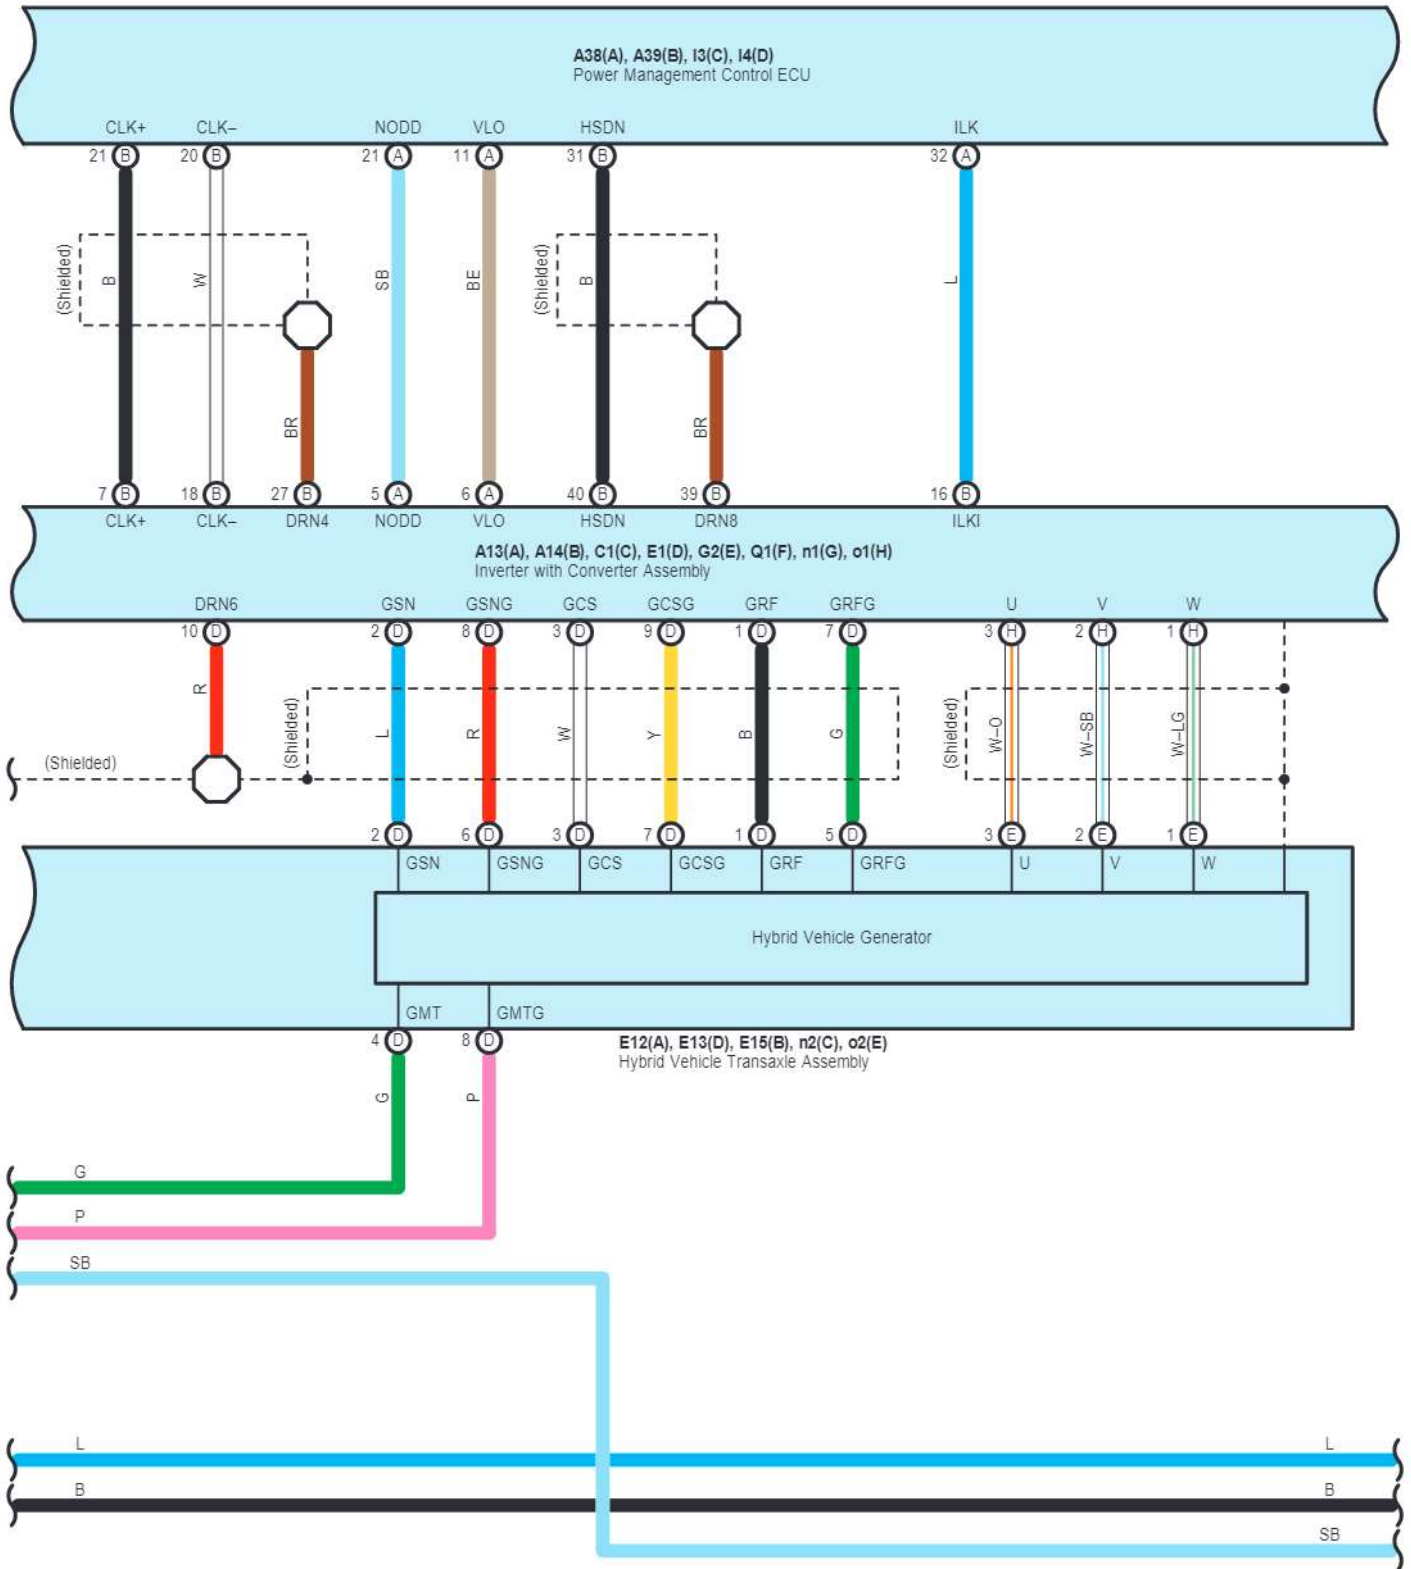 A38(A), A39(B), I3(C), I4(D)
Power Management Control ECU
CLK+ CLK– NODD VLO HSDN ILK
21 B 20 B 21 A 11 A 31 B 32 A
(Shielded) B W SB BE (Shielded) B L
BR BR
7 B 18 B 27 B 5 A 6 A 40 B 39 B 16 B
CLK+ CLK– DRN4 NODD VLO HSDN DRN8 ILKI
A13(A), A14(B), C1(C), E1(D), G2(E), Q1(F), n1(G), o1(H)
Inverter with Converter Assembly
DRN6 GSN GSNG GCS GCSG GRF GRFG U V W
10 D 2 D 8 D 3 D 9 D 1 D 7 D 3 H 2 H 1 H
R (Shielded) L R W Y B G (Shielded) W–O W–SB W–LG
(Shielded)
2 D 6 D 3 D 7 D 1 D 5 D 3 E 2 E 1 E
GSN GSNG GCS GCSG GRF GRFG U V W
Hybrid Vehicle Generator
GMT GMTG
4 D 8 D
E12(A), E13(D), E15(B), n2(C), o2(E)
Hybrid Vehicle Transaxle Assembly
G P
G
P
SB
L L
B B
SB